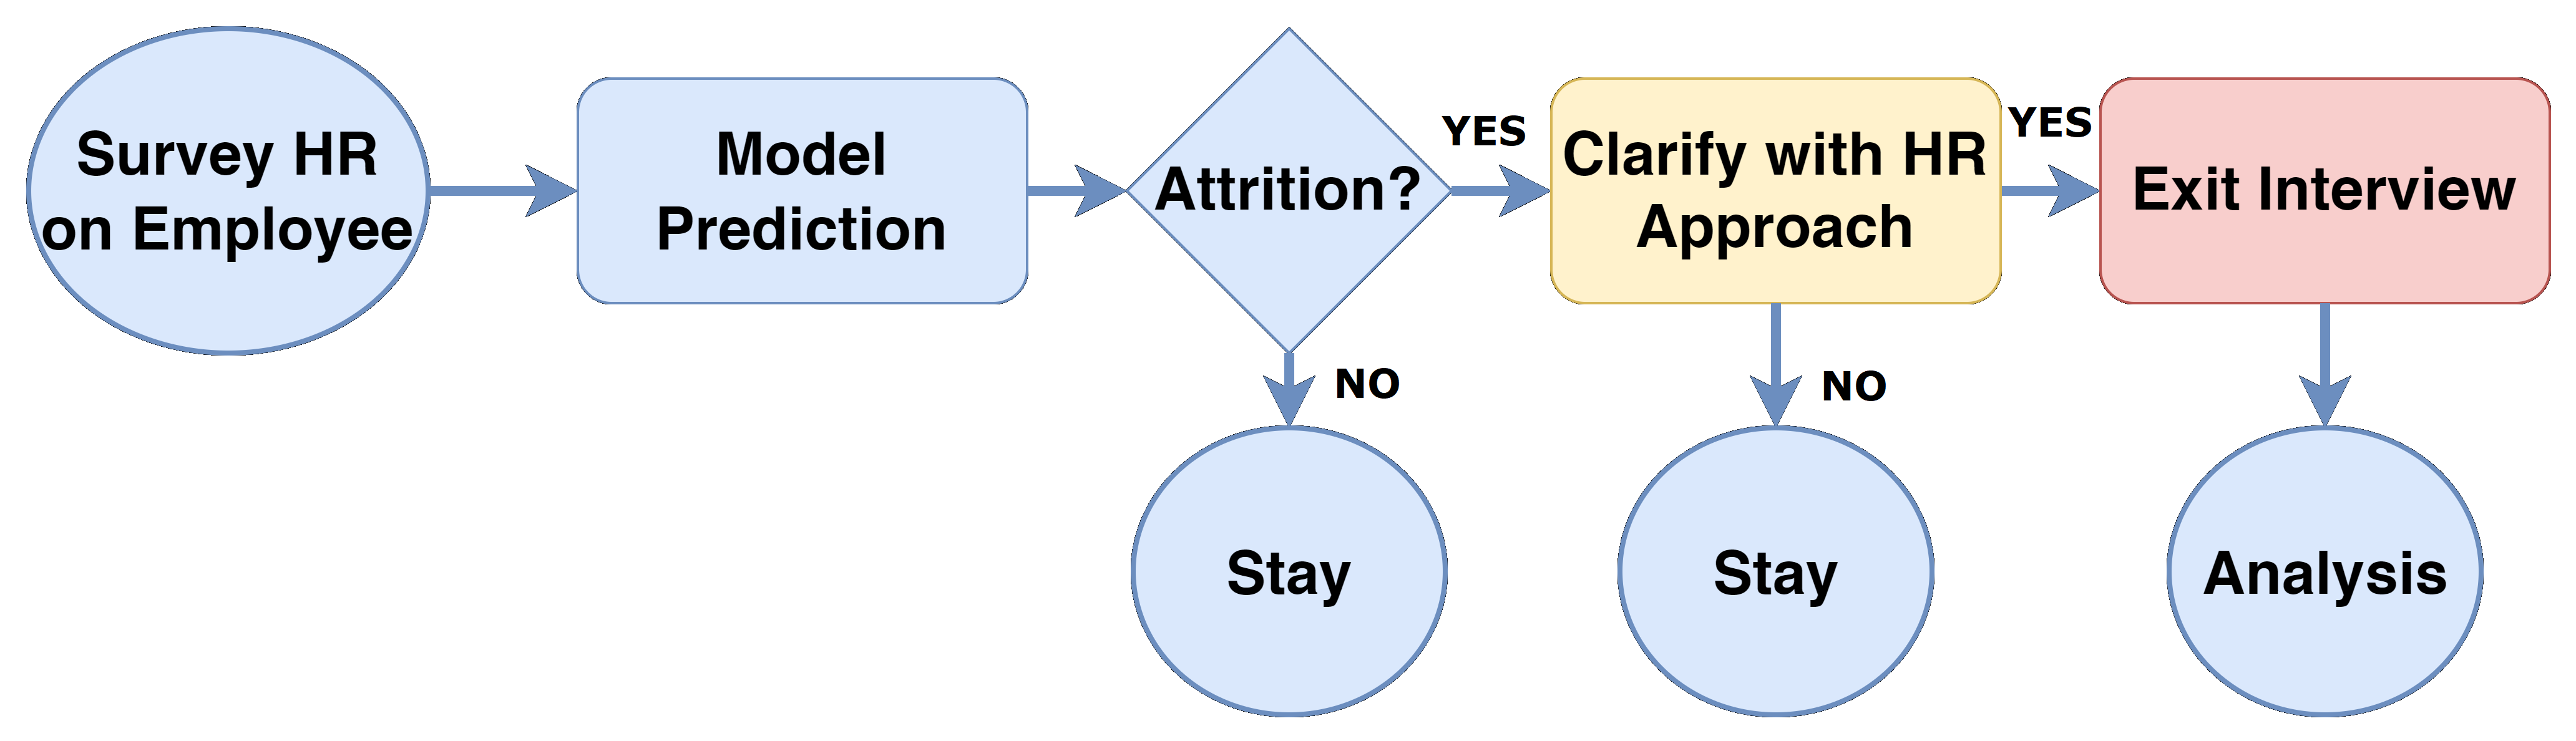 Survey HR
on Employee
Model
Prediction
Attrition?
YES
Clarify with HR
Approach
YES
Exit Interview
NO
NO
Stay
Stay
Analysis